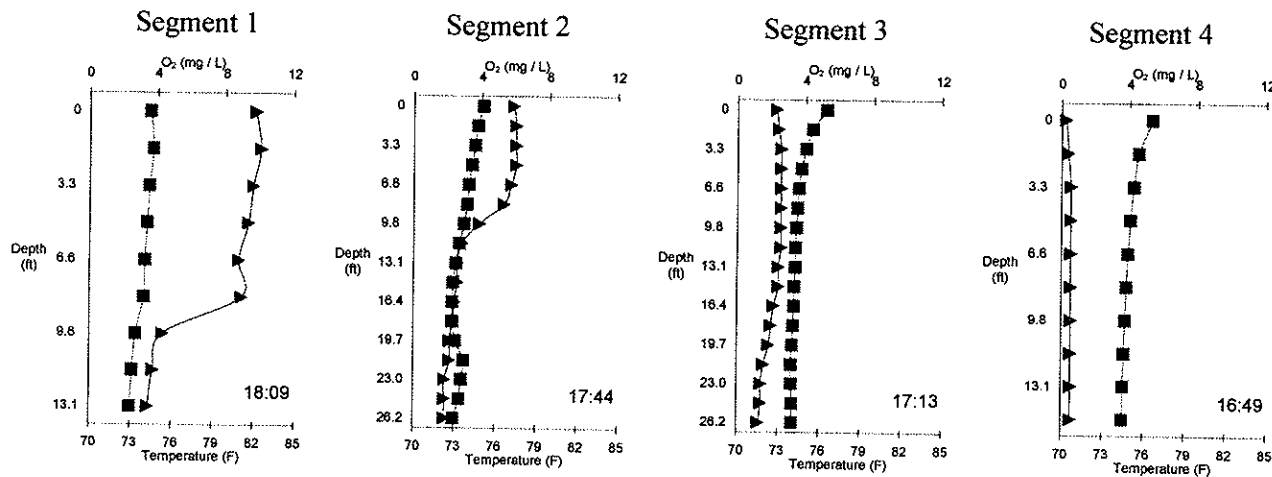 Segment 1
O₂ (mg / L)
0 4 8 12
0
3.3
6.6
9.8
13.1
Depth
(ft)
18:09
70 73 76 79 82 85
Temperature (F)
Segment 2
O₂ (mg / L)
0 4 8 12
0
3.3
6.8
9.8
13.1
16.4
19.7
23.0
26.2
Depth
(ft)
17:44
70 73 76 79 82 85
Temperature (F)
Segment 3
O₂ (mg / L)
0 4 8 12
0
3.3
6.6
9.8
13.1
16.4
19.7
23.0
26.2
Depth
(ft)
17:13
70 73 76 79 82 85
Temperature (F)
Segment 4
O₂ (mg / L)
0 4 8 12
0
3.3
6.6
9.8
13.1
Depth
(ft)
16:49
70 73 76 79 82 85
Temperature (F)